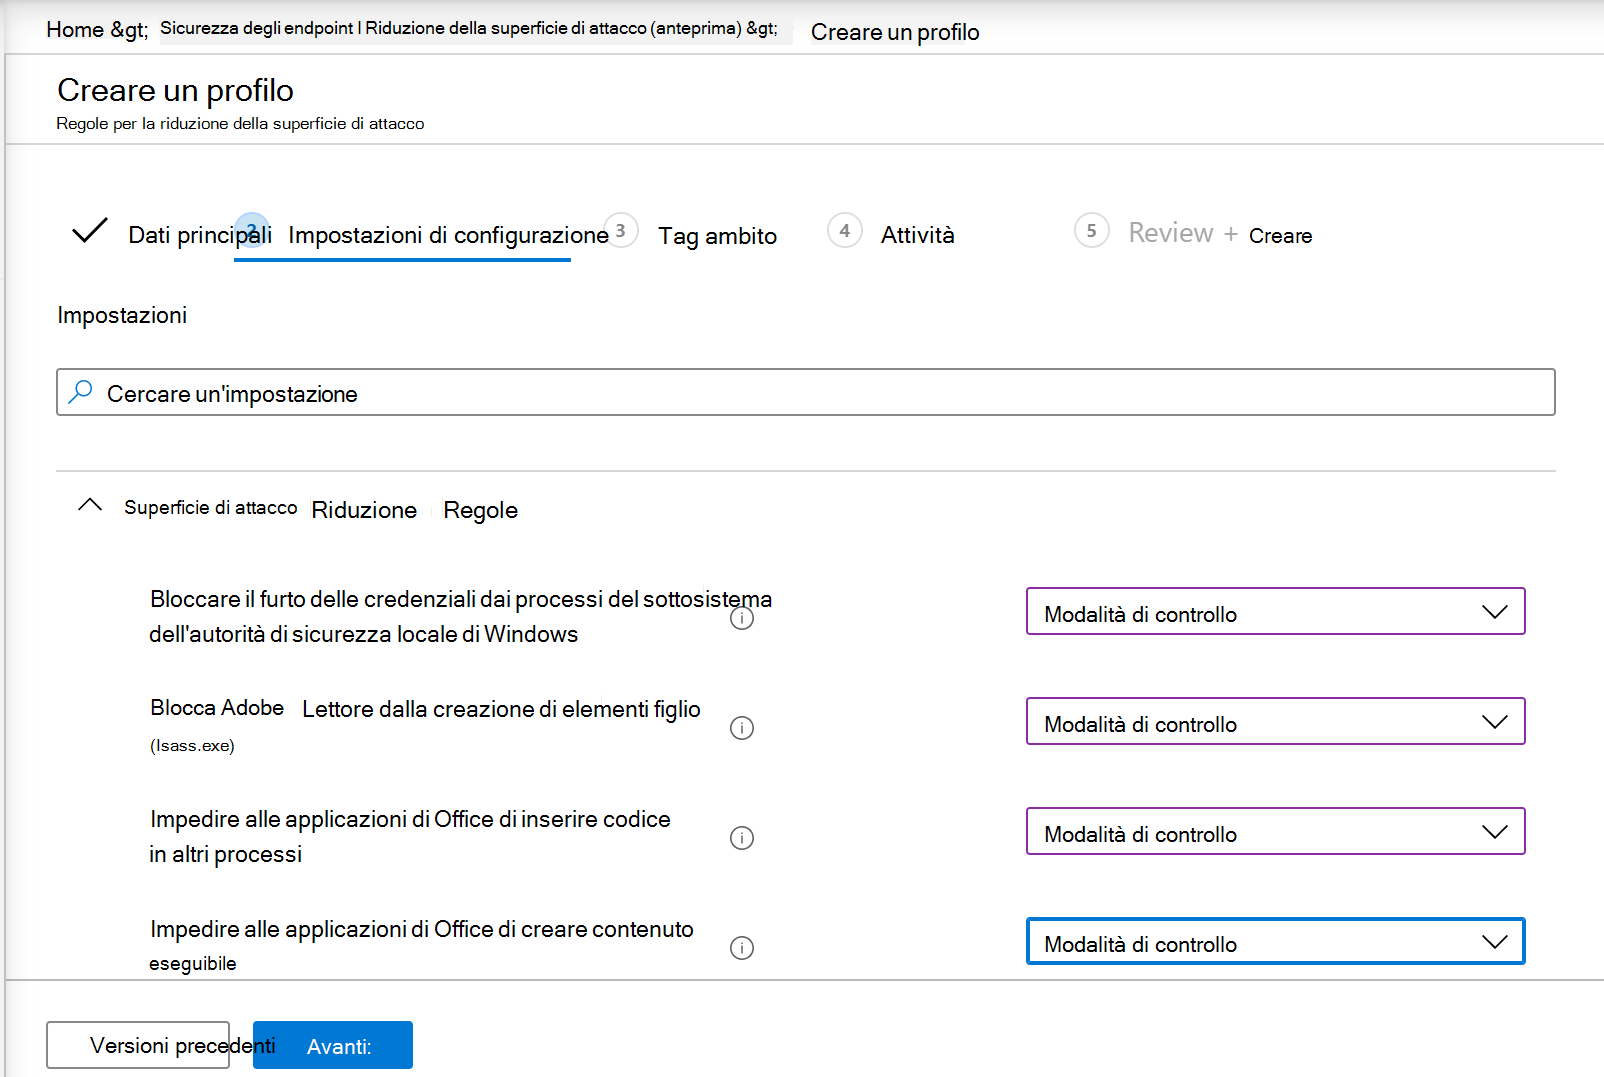 Home &gt; Sicurezza degli endpoint | Riduzione della superficie di attacco (anteprima) &gt; Creare un profilo
Creare un profilo
Regole per la riduzione della superficie di attacco
Dati principali 2 Impostazioni di configurazione 3 Tag ambito 4 Attività 5 Review + Creare
Impostazioni
Cercare un'impostazione
Superficie di attacco Riduzione Regole
Bloccare il furto delle credenziali dai processi del sottosistema
dell'autorità di sicurezza locale di Windows
Modalità di controllo
Blocca Adobe Lettore dalla creazione di elementi figlio
(lsass.exe)
Modalità di controllo
Impedire alle applicazioni di Office di inserire codice
in altri processi
Modalità di controllo
Impedire alle applicazioni di Office di creare contenuto
eseguibile
Modalità di controllo
Versioni precedenti Avanti: